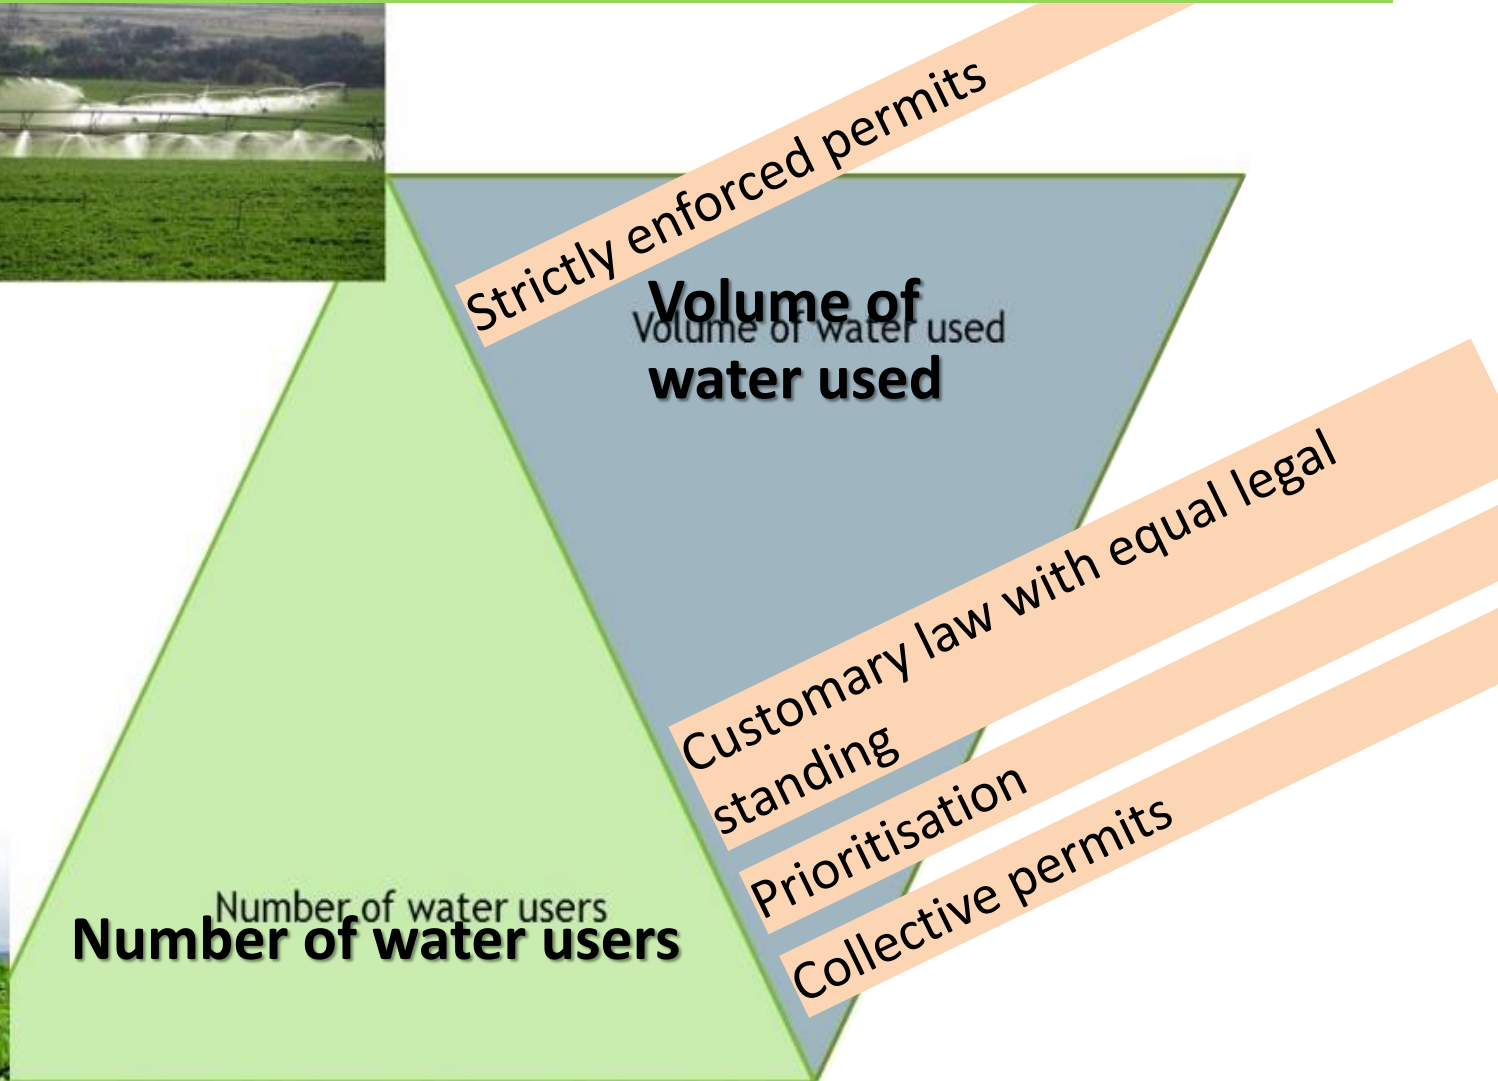 Strictly enforced permits
Volume of
water used
Volume of water used
Customary law with equal legal
standing
Prioritisation
Collective permits
Number of water users
Number of water users